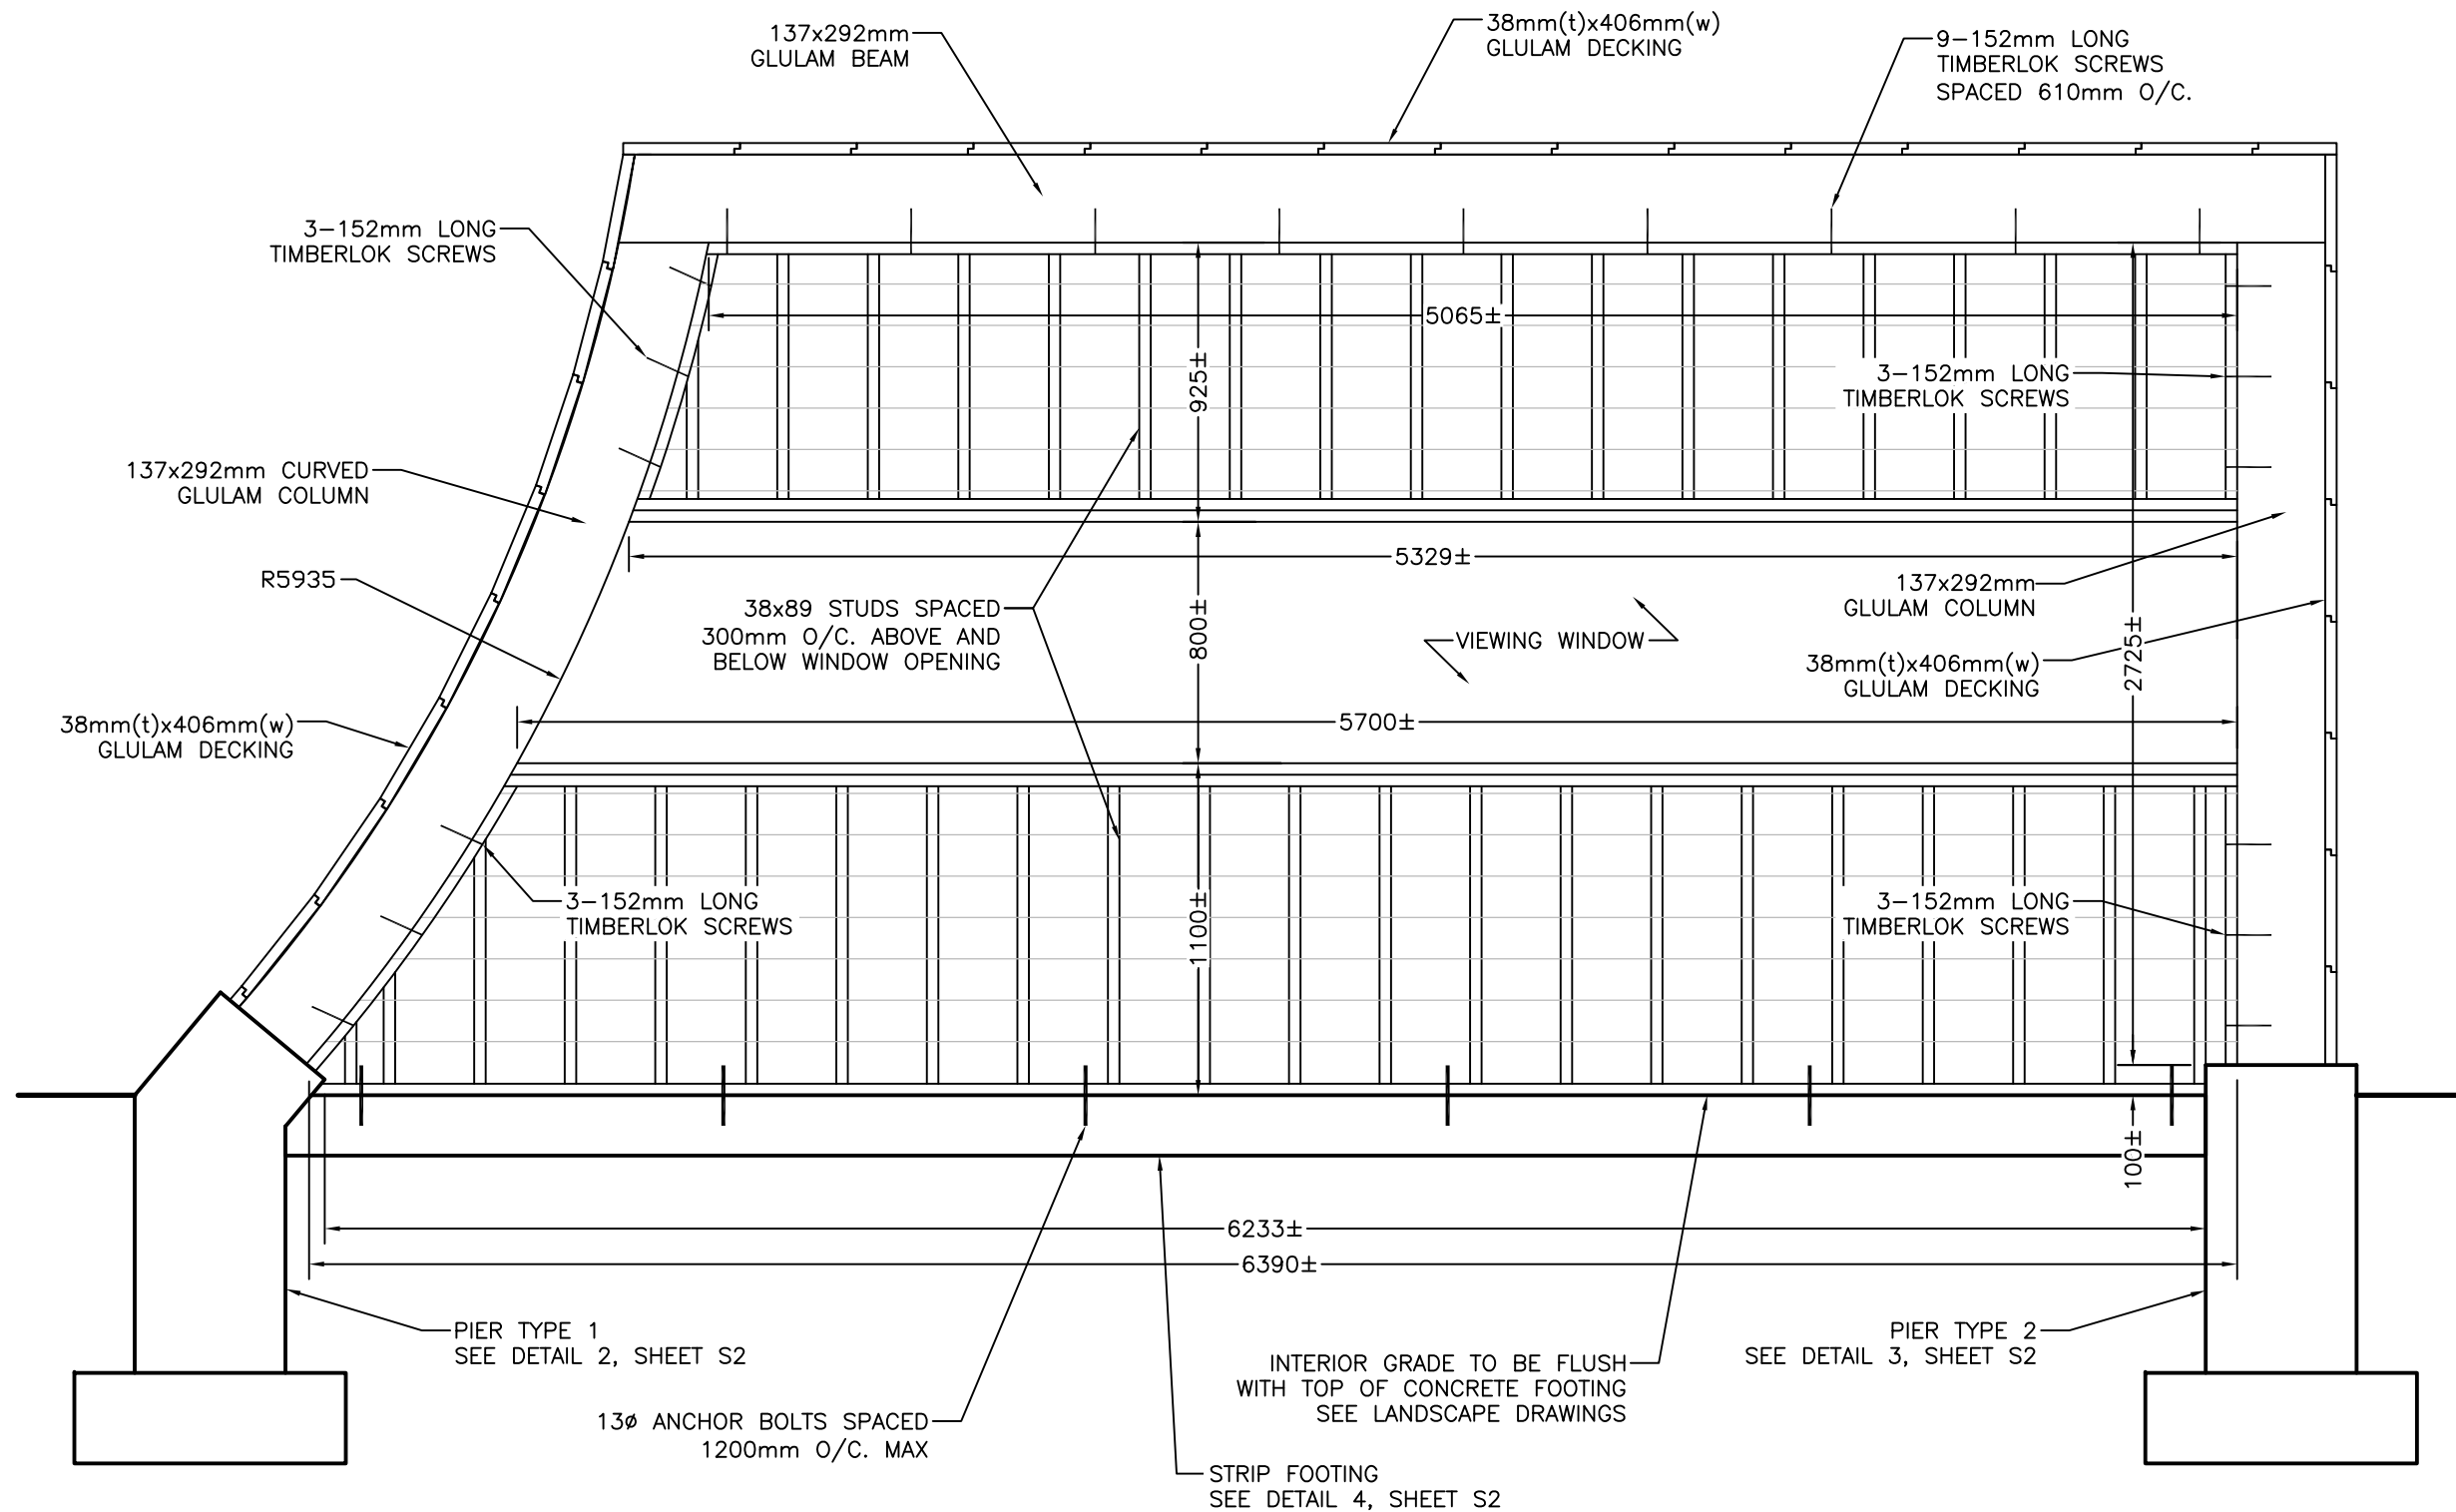 137x292mm
GLULAM BEAM
38mm(t)x406mm(w)
GLULAM DECKING
9-152mm LONG
TIMBERLOK SCREWS
SPACED 610mm O/C.
3-152mm LONG
TIMBERLOK SCREWS
5065±
925±
3-152mm LONG
TIMBERLOK SCREWS
137x292mm CURVED
GLULAM COLUMN
5329±
R5935
137x292mm
GLULAM COLUMN
38x89 STUDS SPACED
300mm O/C. ABOVE AND
BELOW WINDOW OPENING
800±
VIEWING WINDOW
2725±
38mm(t)x406mm(w)
GLULAM DECKING
38mm(t)x406mm(w)
GLULAM DECKING
5700±
3-152mm LONG
TIMBERLOK SCREWS
1100±
3-152mm LONG
TIMBERLOK SCREWS
100±
6233±
6390±
PIER TYPE 1
SEE DETAIL 2, SHEET S2
PIER TYPE 2
SEE DETAIL 3, SHEET S2
INTERIOR GRADE TO BE FLUSH
WITH TOP OF CONCRETE FOOTING
SEE LANDSCAPE DRAWINGS
13ø ANCHOR BOLTS SPACED
1200mm O/C. MAX
STRIP FOOTING
SEE DETAIL 4, SHEET S2